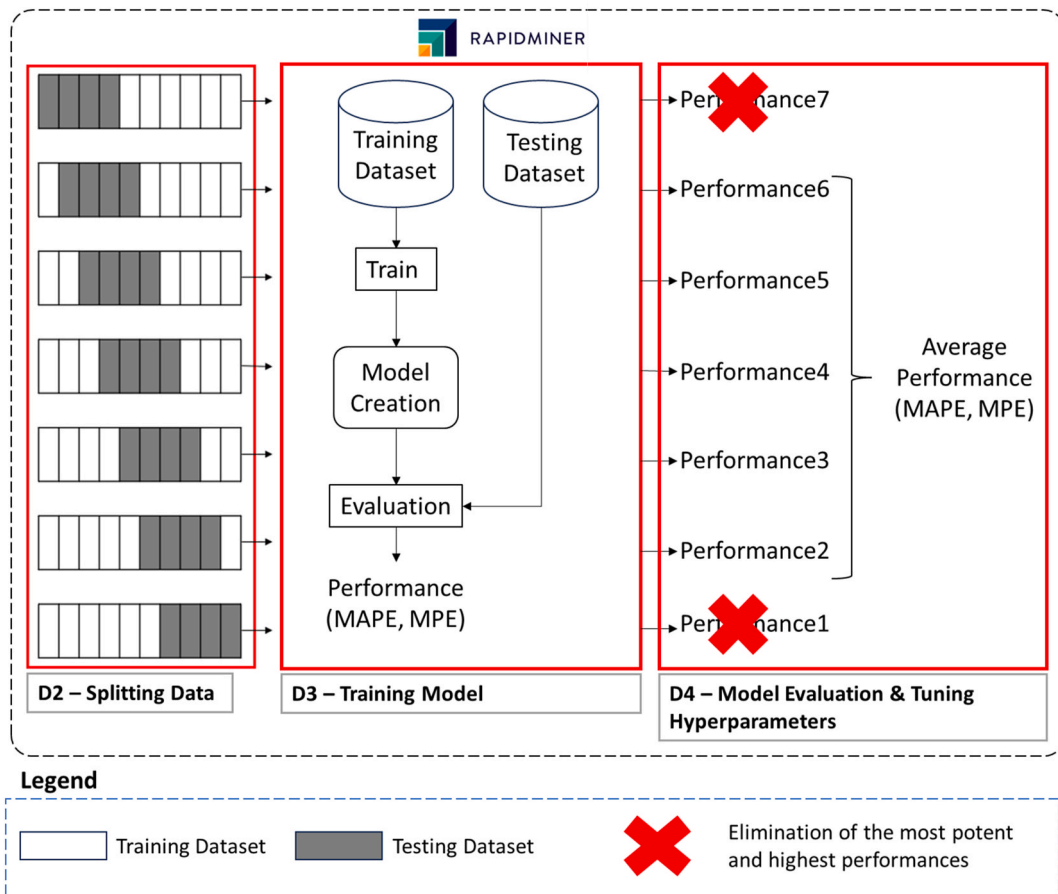 RAPIDMINER
Training
Dataset
Testing
Dataset
Train
Model
Creation
Evaluation
Performance
(MAPE, MPE)
Performance7
Performance6
Performance5
Performance4
Performance3
Performance2
Performance1
Average
Performance
(MAPE, MPE)
D2 – Splitting Data
D3 – Training Model
D4 – Model Evaluation & Tuning
Hyperparameters
Legend
Training Dataset
Testing Dataset
Elimination of the most potent
and highest performances